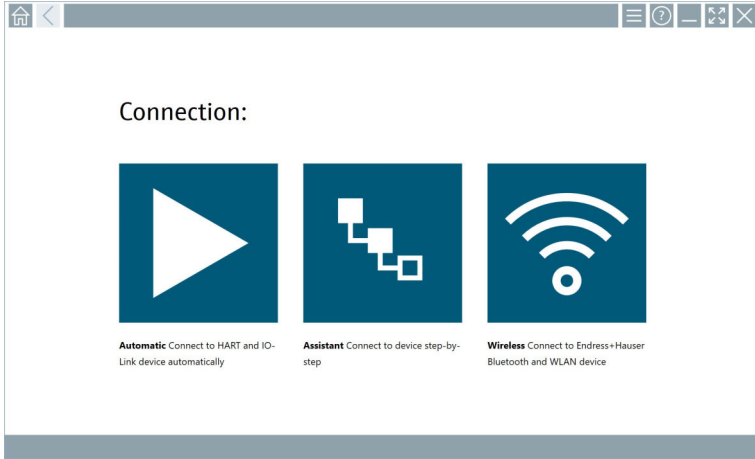 Connection:
Automatic Connect to HART and IO-
Link device automatically
Assistant Connect to device step-by-
step
Wireless Connect to Endress+Hauser
Bluetooth and WLAN device